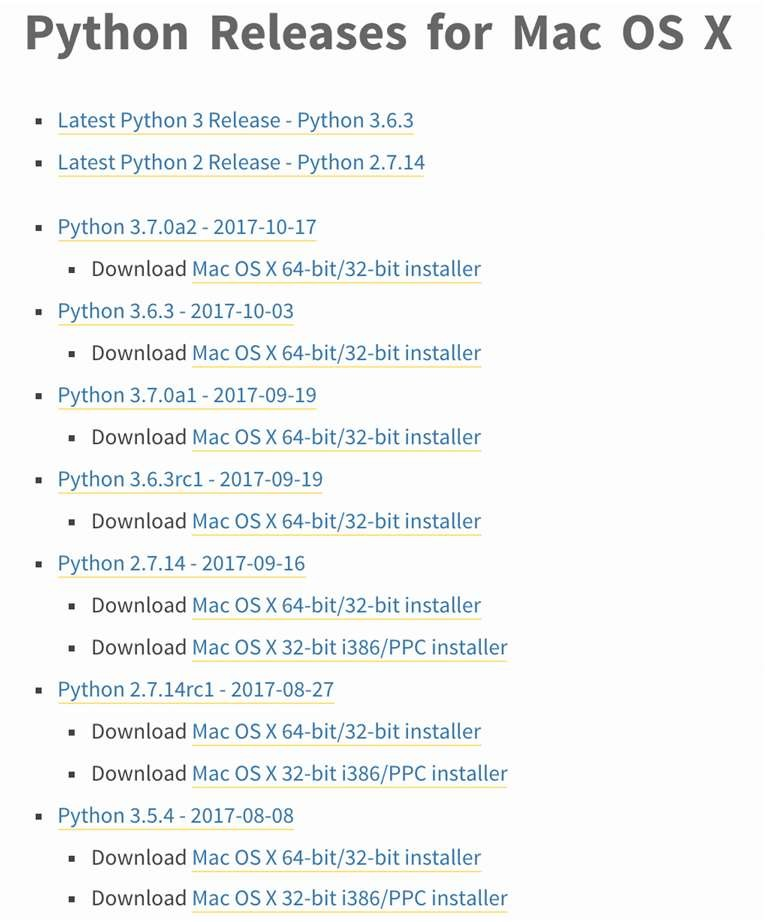 Python Releases for Mac OS X
Latest Python 3 Release - Python 3.6.3
Latest Python 2 Release - Python 2.7.14
Python 3.7.0a2 - 2017-10-17
Download Mac OS X 64-bit/32-bit installer
Python 3.6.3 - 2017-10-03
Download Mac OS X 64-bit/32-bit installer
Python 3.7.0a1 - 2017-09-19
Download Mac OS X 64-bit/32-bit installer
Python 3.6.3rc1 - 2017-09-19
Download Mac OS X 64-bit/32-bit installer
Python 2.7.14 - 2017-09-16
Download Mac OS X 64-bit/32-bit installer
Download Mac OS X 32-bit i386/PPC installer
Python 2.7.14rc1 - 2017-08-27
Download Mac OS X 64-bit/32-bit installer
Download Mac OS X 32-bit i386/PPC installer
Python 3.5.4 - 2017-08-08
Download Mac OS X 64-bit/32-bit installer
Download Mac OS X 32-bit i386/PPC installer